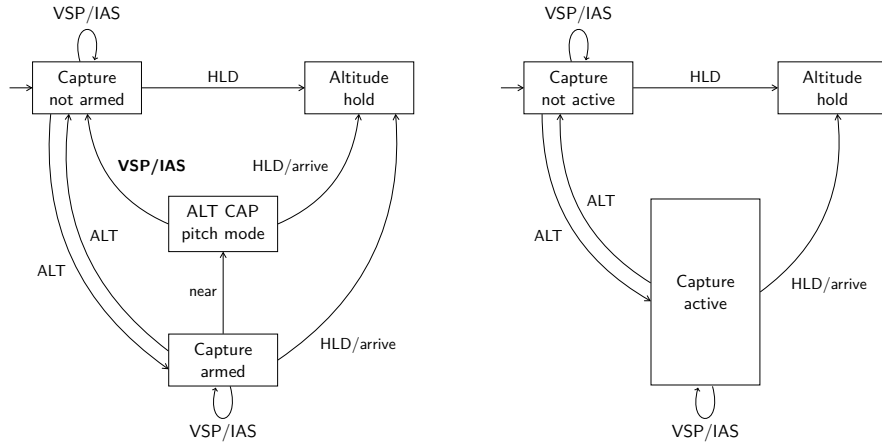 VSP/IAS
Capture
not armed
HLD
Altitude
hold
VSP/IAS
HLD/arrive
ALT CAP
pitch mode
ALT
ALT
near
Capture
armed
HLD/arrive
VSP/IAS
VSP/IAS
Capture
not active
HLD
Altitude
hold
ALT
ALT
Capture
active
HLD/arrive
VSP/IAS